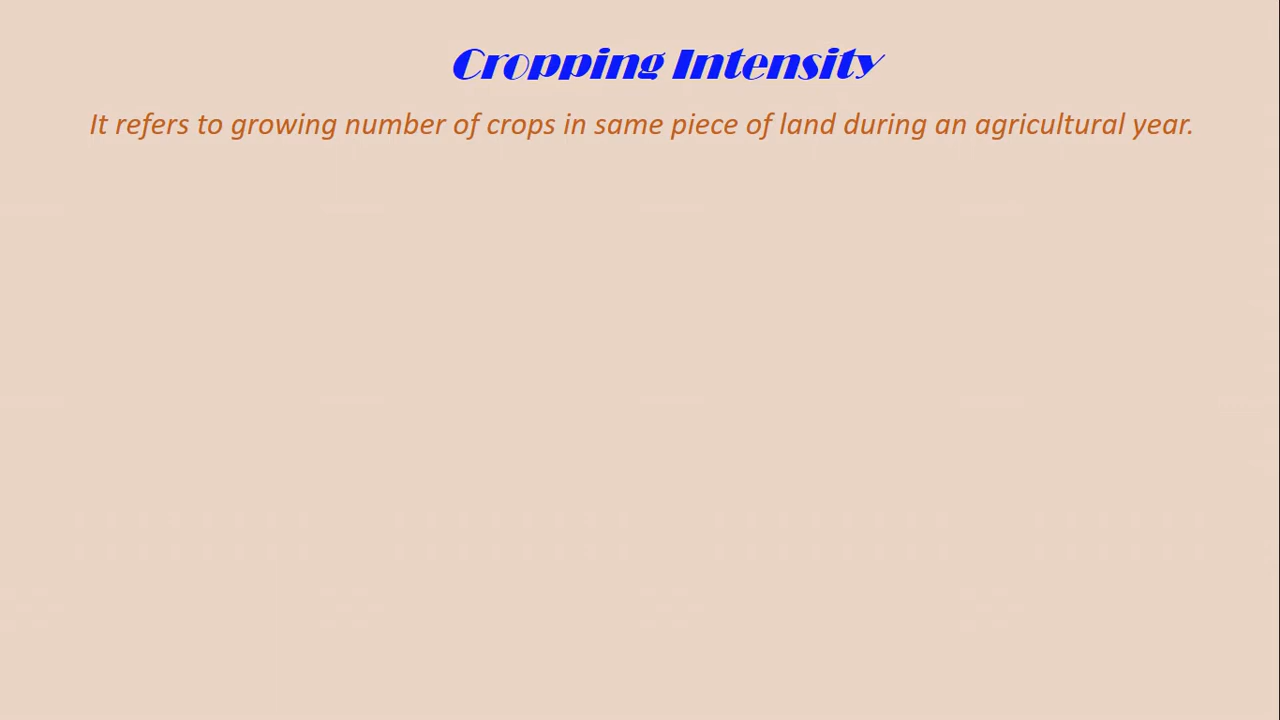 Cropping Intensity
It refers to growing number of crops in same piece of land during an agricultural year.